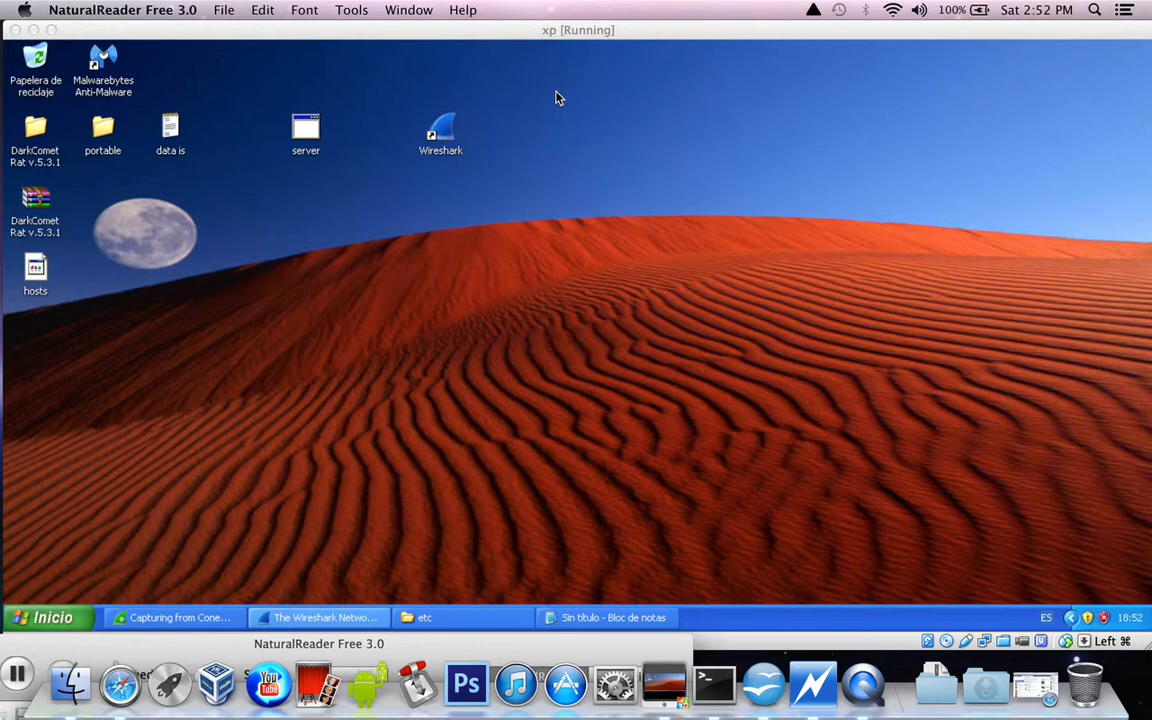 NaturalReader Free 3.0 File Edit Font Tools Window Help 100% Sat 2:52 PM
xp [Running]
Papelera de
reciclaje
Malwarebytes
Anti-Malware
DarkComet
Rat v.5.3.1
portable
data is
server
Wireshark
DarkComet
Rat v.5.3.1
hosts
Inicio Capturing from Cone... The Wireshark Netwo... etc Sin título - Bloc de notas ES 18:52
Left ⌘
NaturalReader Free 3.0
You
Tube
Ps